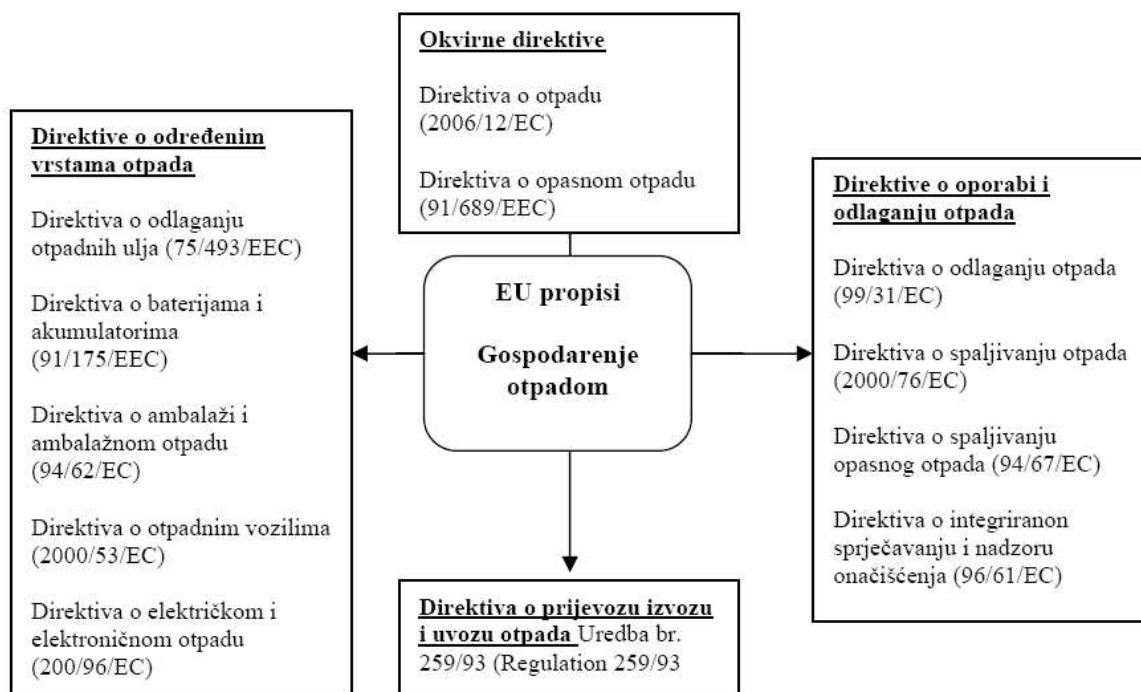 Okvirne direktive
Direktiva o otpadu
(2006/12/EC)
Direktiva o opasnom otpadu
(91/689/EEC)
Direktive o određenim
vrstama otpada
Direktiva o odlaganju
otpadnih ulja (75/493/EEC)
Direktiva o baterijama i
akumulatorima
(91/175/EEC)
Direktiva o ambalaži i
ambalažnom otpadu
(94/62/EC)
Direktiva o otpadnim vozilima
(2000/53/EC)
Direktiva o električkom i
elektroničnom otpadu
(200/96/EC)
EU propisi
Gospodarenje
otpadom
Direktive o oporabi i
odlaganju otpada
Direktiva o odlaganju otpada
(99/31/EC)
Direktiva o spaljivanju otpada
(2000/76/EC)
Direktiva o spaljivanju
opasnog otpada (94/67/EC)
Direktiva o integriranon
sprječavanju i nadzoru
onačišćenja (96/61/EC)
Direktiva o prijevozu izvozu
i uvozu otpada Uredba br.
259/93 (Regulation 259/93